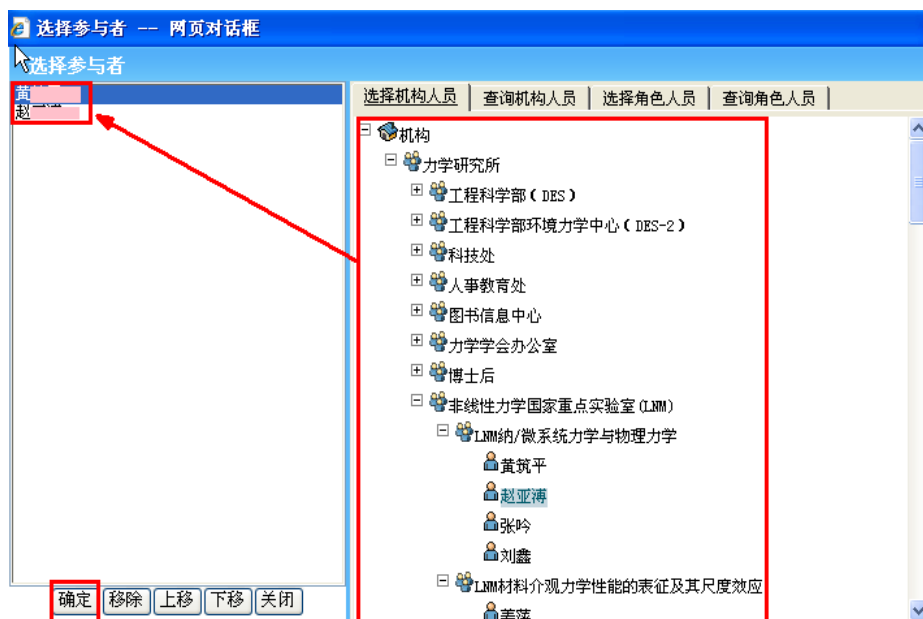 选择参与者 -- 网页对话框
选择参与者
黄
赵
选择机构人员 查询机构人员 选择角色人员 查询角色人员
机构
力学研究所
工程科学部(DES)
工程科学部环境力学中心(DES-2)
科技处
人事教育处
图书信息中心
力学学会办公室
博士后
非线性力学国家重点实验室(LNM)
LNM纳/微系统力学与物理力学
黄筑平
赵亚溥
张吟
刘鑫
LNM材料介观力学性能的表征及其尺度效应
姜萍
确定 移除 上移 下移 关闭